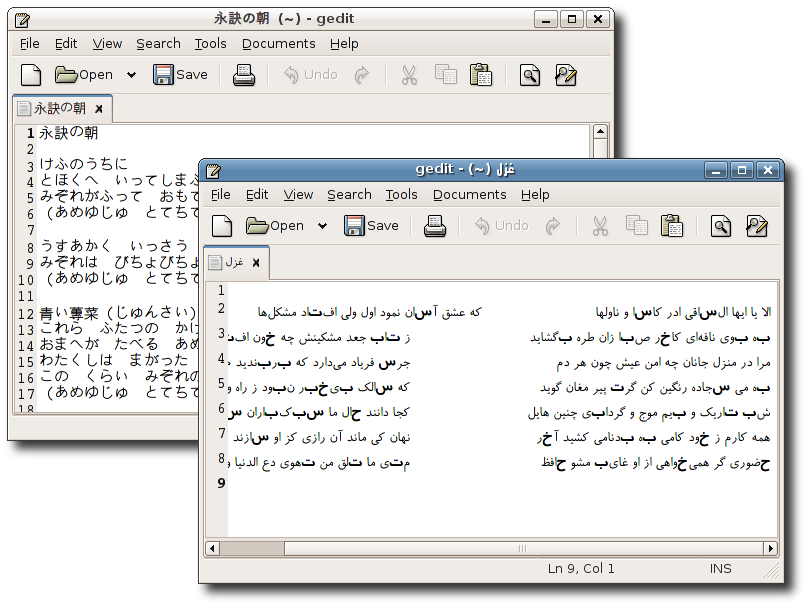 永訣の朝 (~) - gedit
File Edit View Search Tools Documents Help
Open Save Undo
永訣の朝
1 永訣の朝
2
3 けふのうちに
4 とほくへ　いってしまふ
5 みぞれがふって　おもて
6 （あめゆじゅ　とてちて
7
8 うすあかく　いっさう
9 みぞれは　びちょびちょ
10 （あめゆじゅ　とてちて
11
12 青い蓴菜（じゅんさい）
13 これら　ふたつの　かけ
14 おまへが　たべる　あめ
15 わたくしは　まがった
16 この　くらい　みぞれの
17 （あめゆじゅ　とてちて
18
غزل (~) - gedit
File Edit View Search Tools Documents Help
Open Save Undo
غزل
1
2 الا یا ایها الساقی ادر کاسا و ناولها که عشق آسان نمود اول ولی افتاد مشکل‌ها
3 به بوی نافه‌ای کاخر صبا زان طره بگشاید ز تاب جعد مشکینش چه خون افت
4 مرا در منزل جانان چه امن عیش چون هر دم جرس فریاد می‌دارد که بربندید
5 به می سجاده رنگین کن گرت پیر مغان گوید که سالک بی‌خبر نبود ز راه و
6 شب تاریک و بیم موج و گردابی چنین هایل کجا دانند حال ما سبکباران س
7 همه کارم ز خود کامی به بدنامی کشید آخر نهان کی ماند آن رازی کز او سازند
8 حضوری گر همی‌خواهی از او غایب مشو حافظ متی ما تلق من تهوی دع الدنیا و
9
Ln 9, Col 1 INS